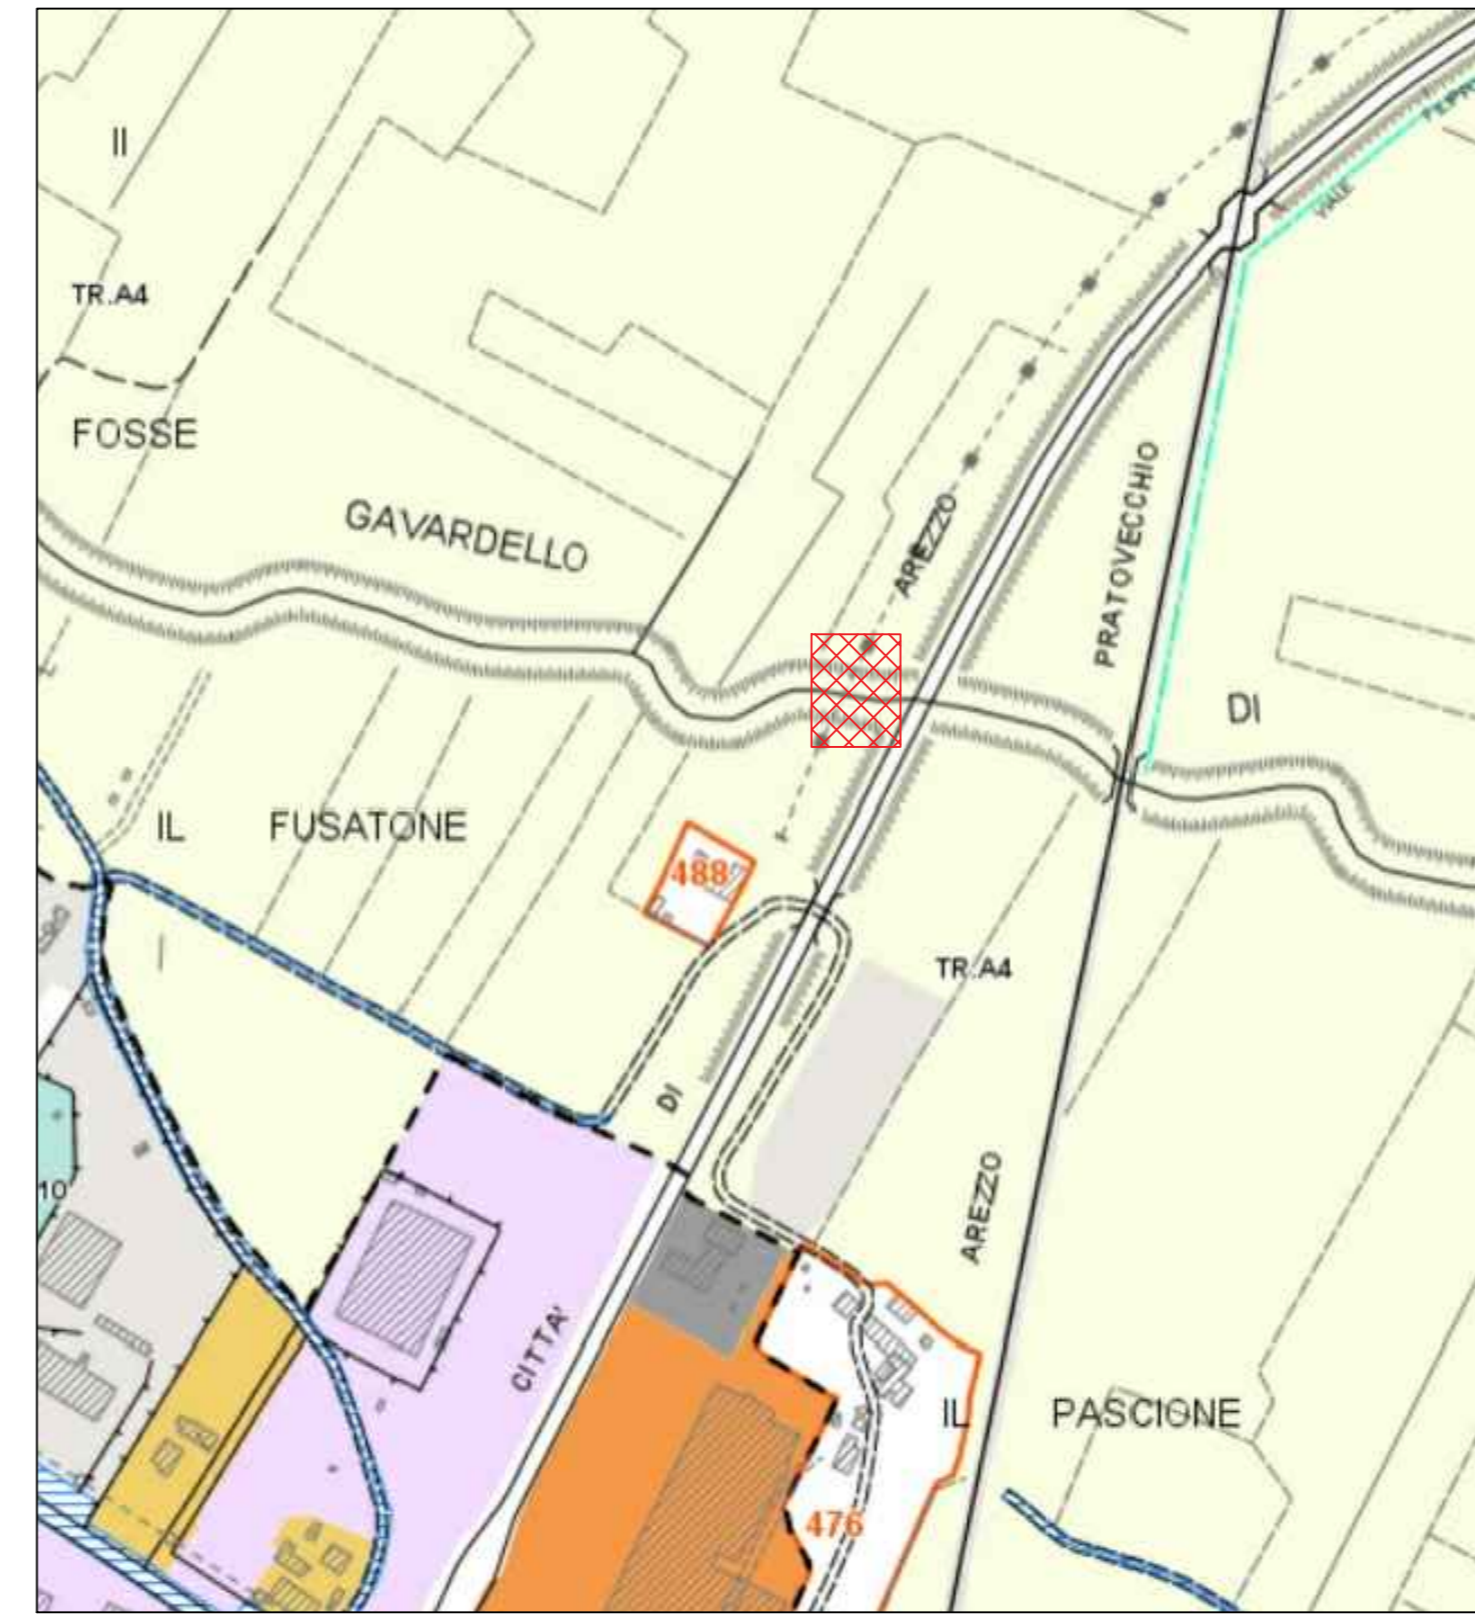 II
VIALE
TR.A4
FOSSE
GAVARDELLO
AREZZO
PRATOVECCHIO
DI
IL FUSATONE
488
TR.A4
DI
10
AREZZO
CITTA'
IL PASCIONE
476